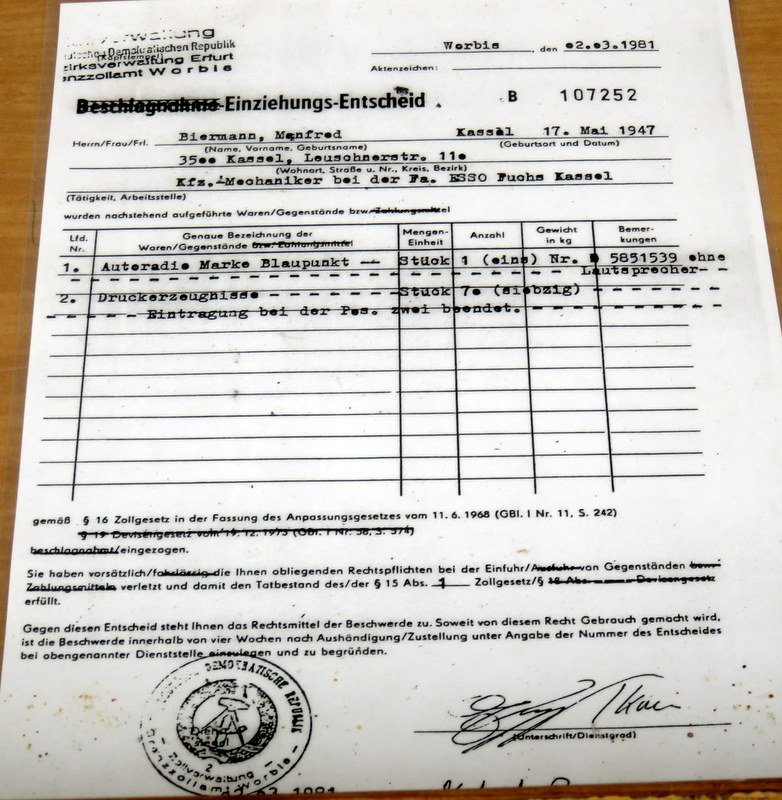 Zollverwaltung
Deutsche Demokratischen Republik
(Kopfstempel)
Bezirksverwaltung Erfurt
Grenzzollamt Worbis
Worbis, den 02.03.1981
Aktenzeichen:
Beschlagnahme-Einziehungs-Entscheid B 107252
Herrn/Frau/Frl. Biermann, Manfred Kassel 17. Mai 1947
(Name, Vorname, Geburtsname) (Geburtsort und Datum)
35oo Kassel, Leuschnerstr. 11o
(Wohnort, Straße u. Nr., Kreis, Bezirk)
Kfz.-Mechaniker bei der Fa. ESSO Fuchs Kassel
(Tätigkeit, Arbeitsstelle)
wurden nachstehend aufgeführte Waren/Gegenstände bzw. Zahlungsmittel
Lfd. Nr. Genaue Bezeichnung der Waren/Gegenstände bzw. Zahlungsmittel Mengen-Einheit Anzahl Gewicht in kg Bemer-kungen
1. Autoradio Marke Blaupunkt -- Stück 1 (eins) Nr. 5851539 ohne
Lautsprecher--
2. Druckerzeugnisse Stück 7o (siebzig)
Eintragung bei der Pos. zwei beendet.
gemäß § 16 Zollgesetz in der Fassung des Anpassungsgesetzes vom 11. 6. 1968 (GBl. I Nr. 11, S. 242)
§ 19 Devisengesetz vom 19. 12. 1973 (GBl. I Nr. 58, S. 574)
beschlagnahmt/eingezogen.
Sie haben vorsätzlich/fahrlässig die Ihnen obliegenden Rechtspflichten bei der Einfuhr/Ausfuhr von Gegenständen bzw.
Zahlungsmitteln verletzt und damit den Tatbestand des/der § 15 Abs. 1 Zollgesetz/§ 18 Abs. Devisengesetz
erfüllt.
Gegen diesen Entscheid steht Ihnen das Rechtsmittel der Beschwerde zu. Soweit von diesem Recht Gebrauch gemacht wird,
ist die Beschwerde innerhalb von vier Wochen nach Aushändigung/Zustellung unter Angabe der Nummer des Entscheides
bei obengenannter Dienststelle einzulegen und zu begründen.
DEMOKRATISCHE REPUBLIK
2
Zollverwaltung
Grenzzollamt Worbis
(Unterschrift/Dienstgrad)